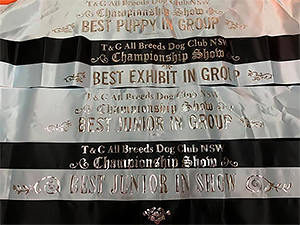 T&G All Breeds Dog Club NSW
Championship Show
BEST PUPPY IN GROUP
T&G All Breeds Dog Club NSW
Championship Show
BEST EXHIBIT IN GROUP
T&G All Breeds Dog Club NSW
Championship Show
BEST JUNIOR IN GROUP
T&G All Breeds Dog Club NSW
Championship Show
BEST JUNIOR IN SHOW